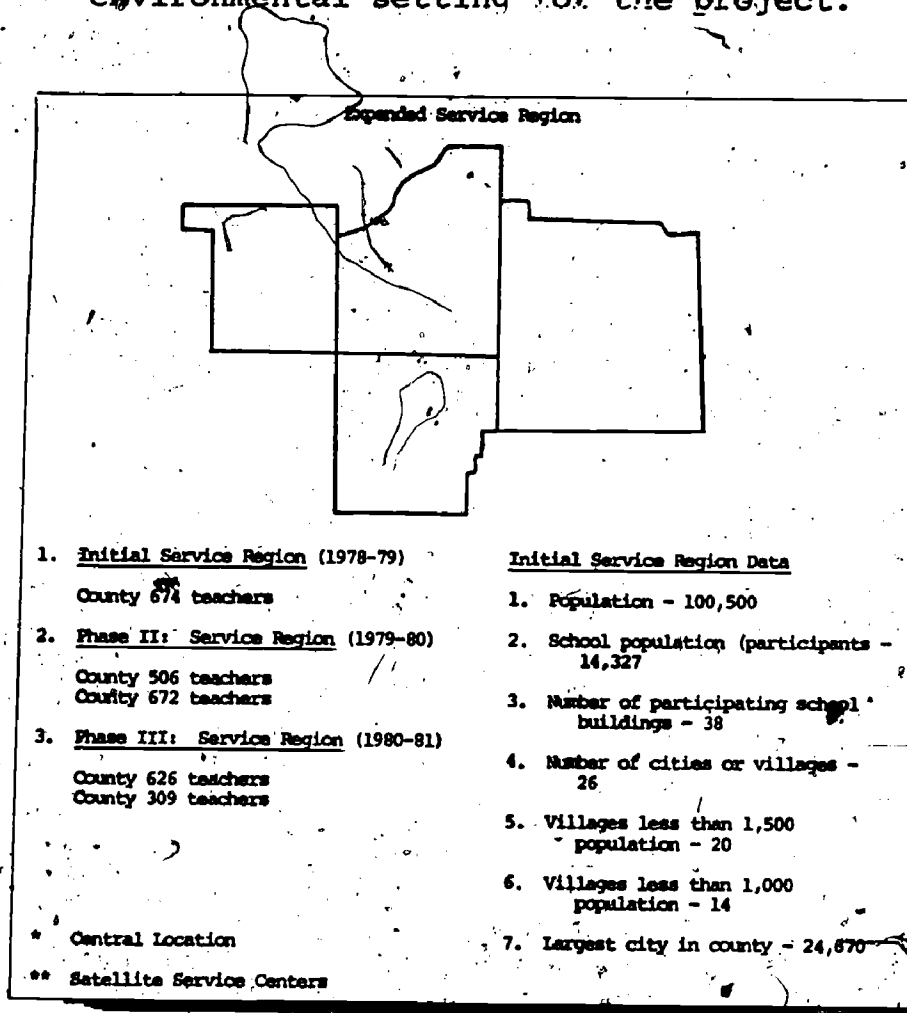 environmental setting for the project.
Expanded Service Region
1. Initial Service Region (1978-79)
County 674 teachers
2. Phase II: Service Region (1979-80)
County 506 teachers
County 672 teachers
3. Phase III: Service Region (1980-81)
County 626 teachers
County 309 teachers
* Central Location
** Satellite Service Centers
Initial Service Region Data
1. Population - 100,500
2. School population (participants -
14,327
3. Number of participating school
buildings - 38
4. Number of cities or villages -
26
5. Villages less than 1,500
population - 20
6. Villages less than 1,000
population - 14
7. Largest city in county - 24,670